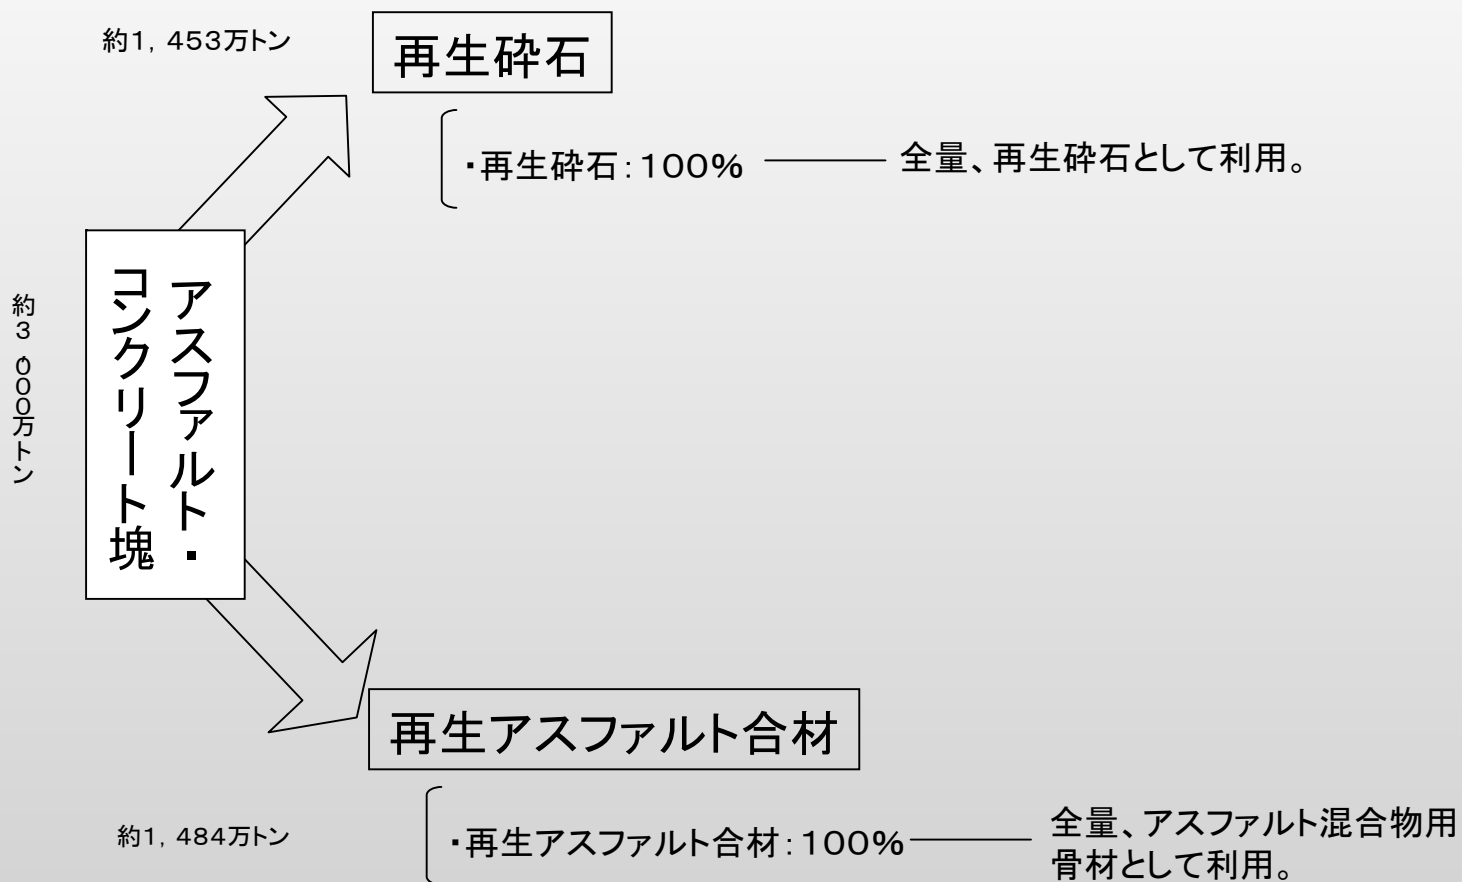 約1，453万トン
再生砕石
・再生砕石：100%
全量、再生砕石として利用。
約3,000万トン
アスファルト・
コンクリート塊
再生アスファルト合材
約1，484万トン
・再生アスファルト合材：100%
全量、アスファルト混合物用
骨材として利用。